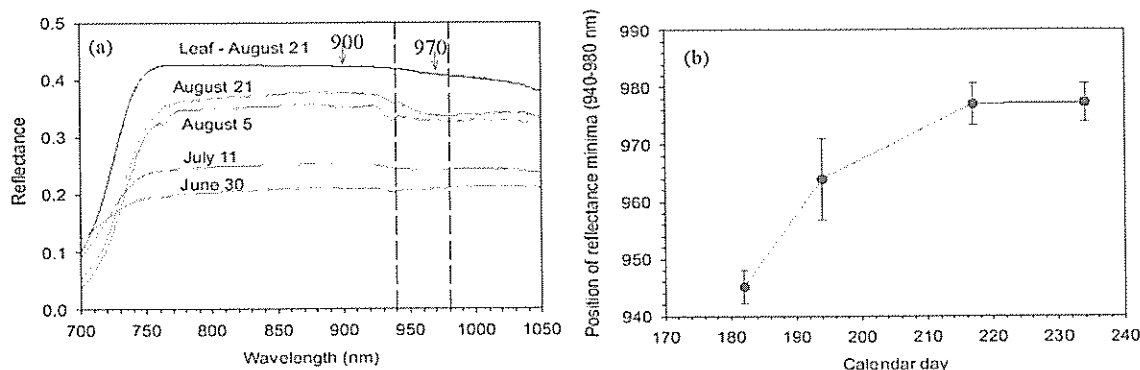 (a)
0.5
0.4
0.3
0.2
0.1
0.0
Reflectance
Leaf - August 21
900
970
August 21
August 5
July 11
June 30
700 750 800 850 900 950 1000 1050
Wavelength (nm)
(b)
990
980
970
960
950
940
Position of reflectance minima (940-980 nm)
170 180 190 200 210 220 230 240
Calendar day